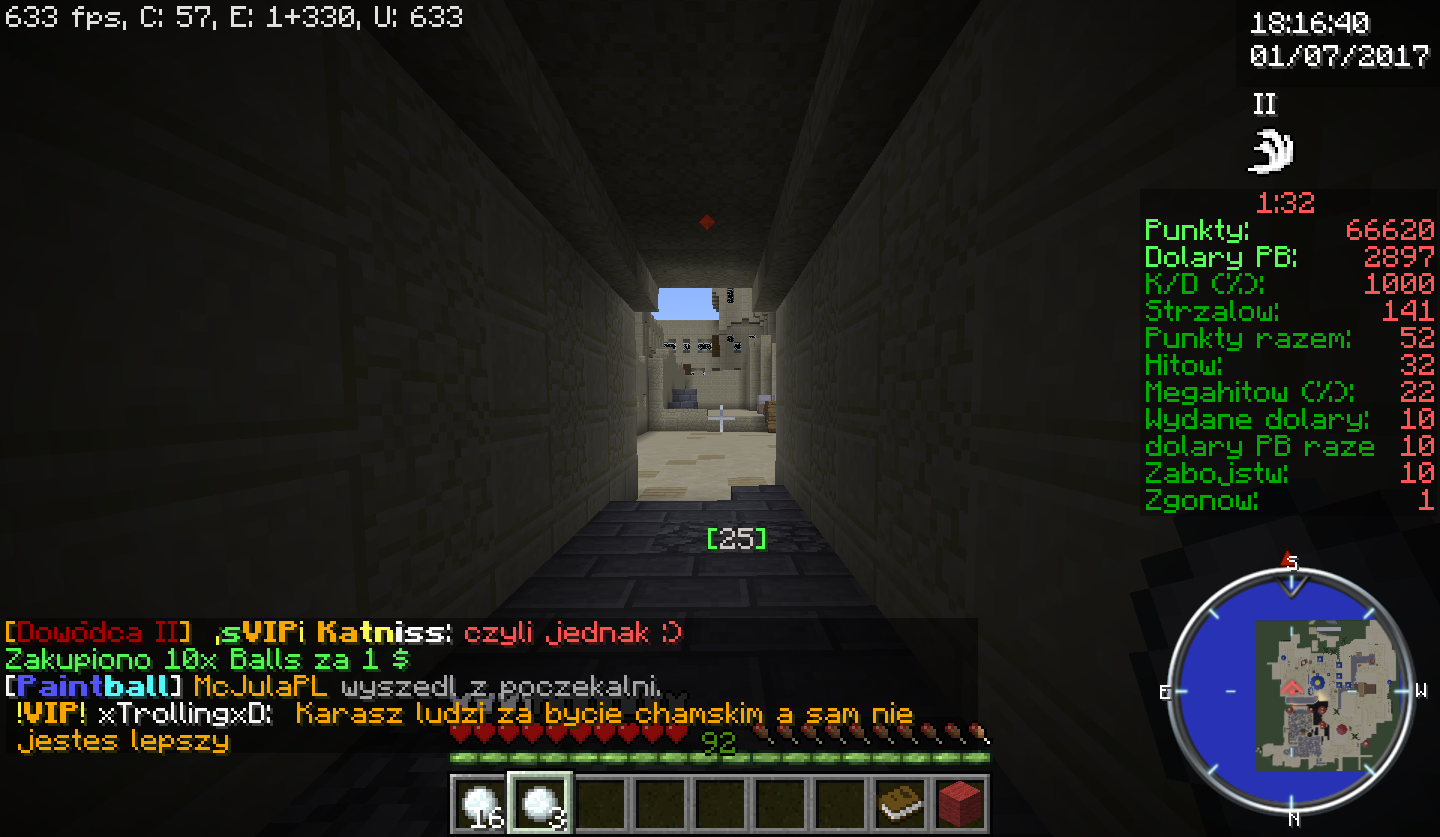 633 fps, C: 57, E: 1+330, U: 633
18:16:40
01/07/2017
II
1:32
Punkty: 66620
Dolary PB: 2897
K/D (%): 1000
Strzalow: 141
Punkty razem: 52
Hitow: 32
Megahitow (%): 22
Wydane dolary: 10
dolary PB raze 10
Zabojstw: 10
Zgonow: 1
[25]
[Dowódca II] ,sVIPi Katniss: czyli jednak :)
Zakupiono 10x Balls za 1 $
[Paintball] McJulaPL wyszedl z poczekalni.
!VIP! xTrollingxD: Karasz ludzi za bycie chamskim a sam nie
jestes lepszy
92
16 3
S
E W
N